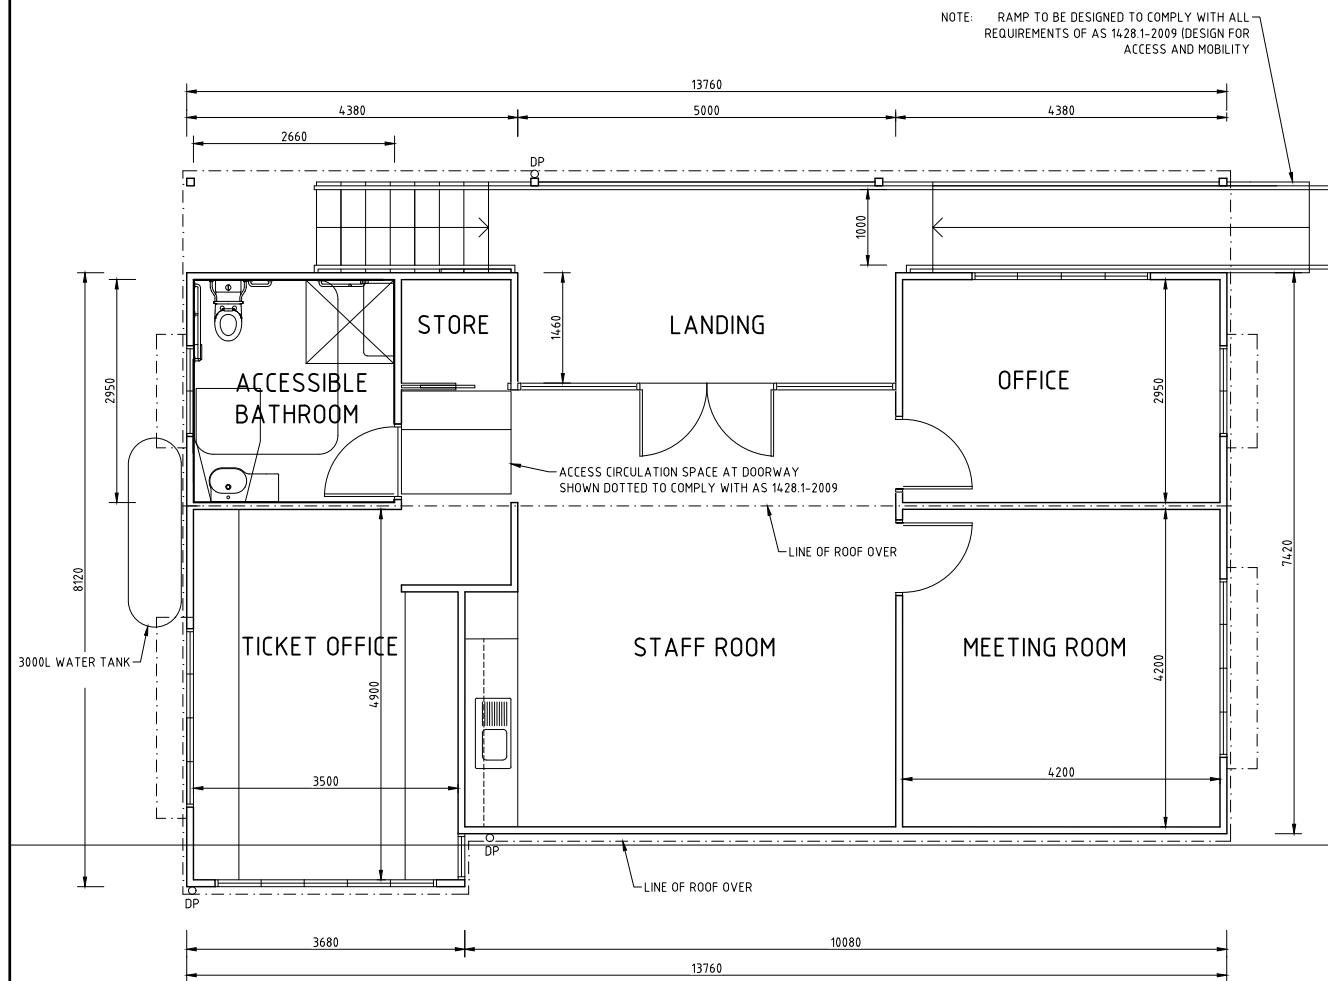 NOTE: RAMP TO BE DESIGNED TO COMPLY WITH ALL
REQUIREMENTS OF AS 1428.1-2009 (DESIGN FOR
ACCESS AND MOBILITY
13760
4380
5000
4380
2660
DP
1000
STORE
LANDING
1460
OFFICE
2950
2950
ACCESSIBLE
BATHROOM
ACCESS CIRCULATION SPACE AT DOORWAY
SHOWN DOTTED TO COMPLY WITH AS 1428.1-2009
LINE OF ROOF OVER
8120
7420
3000L WATER TANK
TICKET OFFICE
STAFF ROOM
MEETING ROOM
4900
4200
3500
4200
DP
LINE OF ROOF OVER
DP
3680
10080
13760